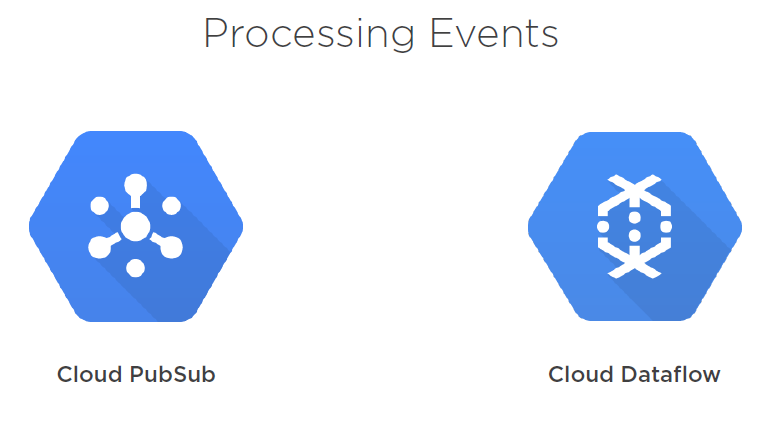 Processing Events
Cloud PubSub
Cloud Dataflow